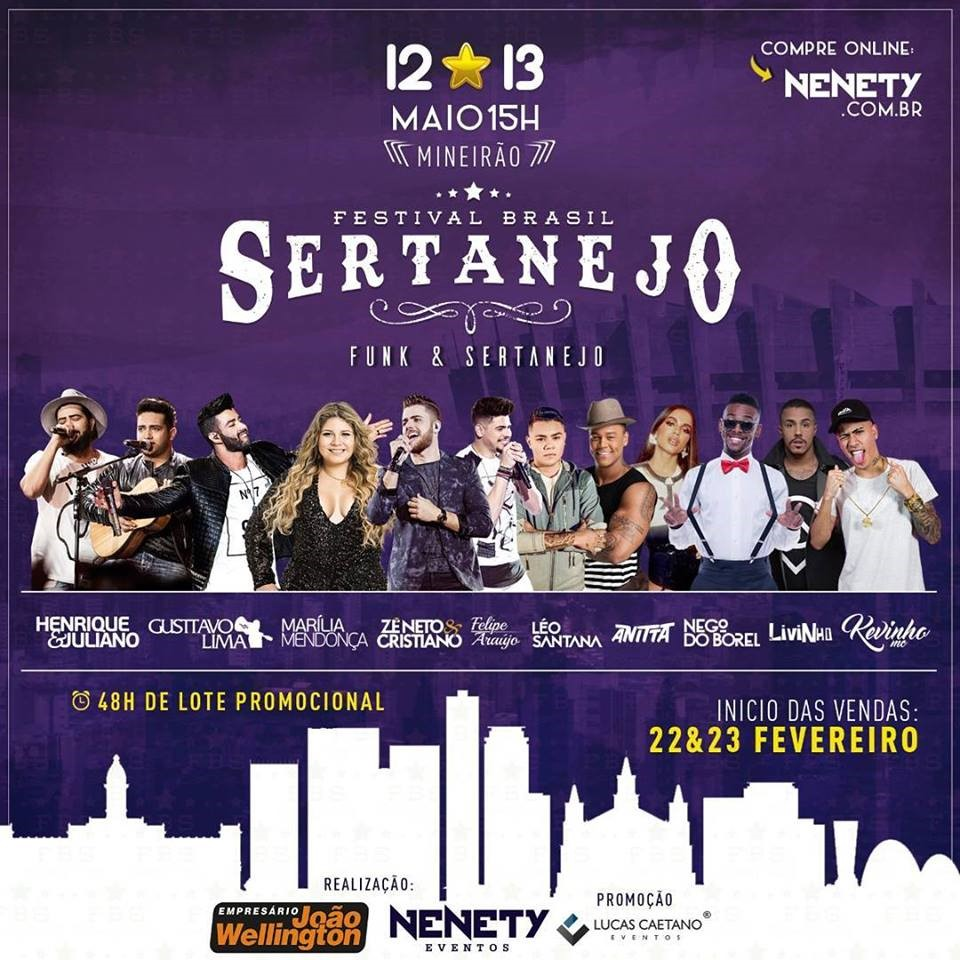 12 13
MAIO 15H
MINEIRÃO
COMPRE ONLINE:
NENETY
.COM.BR
FESTIVAL BRASIL
SERTANEJO
FUNK & SERTANEJO
Nº 7
HENRIQUE
&JULIANO
GUSTTAVO
LIMA
MARÍLIA
MENDONÇA
ZÉ NETO &
CRISTIANO
Felipe
Araújo
LÉO
SANTANA
ANITTA
NEGO
DO BOREL
LIVINHO
Kevinho
mc
48H DE LOTE PROMOCIONAL
INICIO DAS VENDAS:
22&23 FEVEREIRO
REALIZAÇÃO:
EMPRESÁRIO
João
Wellington
NENETY
EVENTOS
PROMOÇÃO
LUCAS CAETANO®
EVENTOS